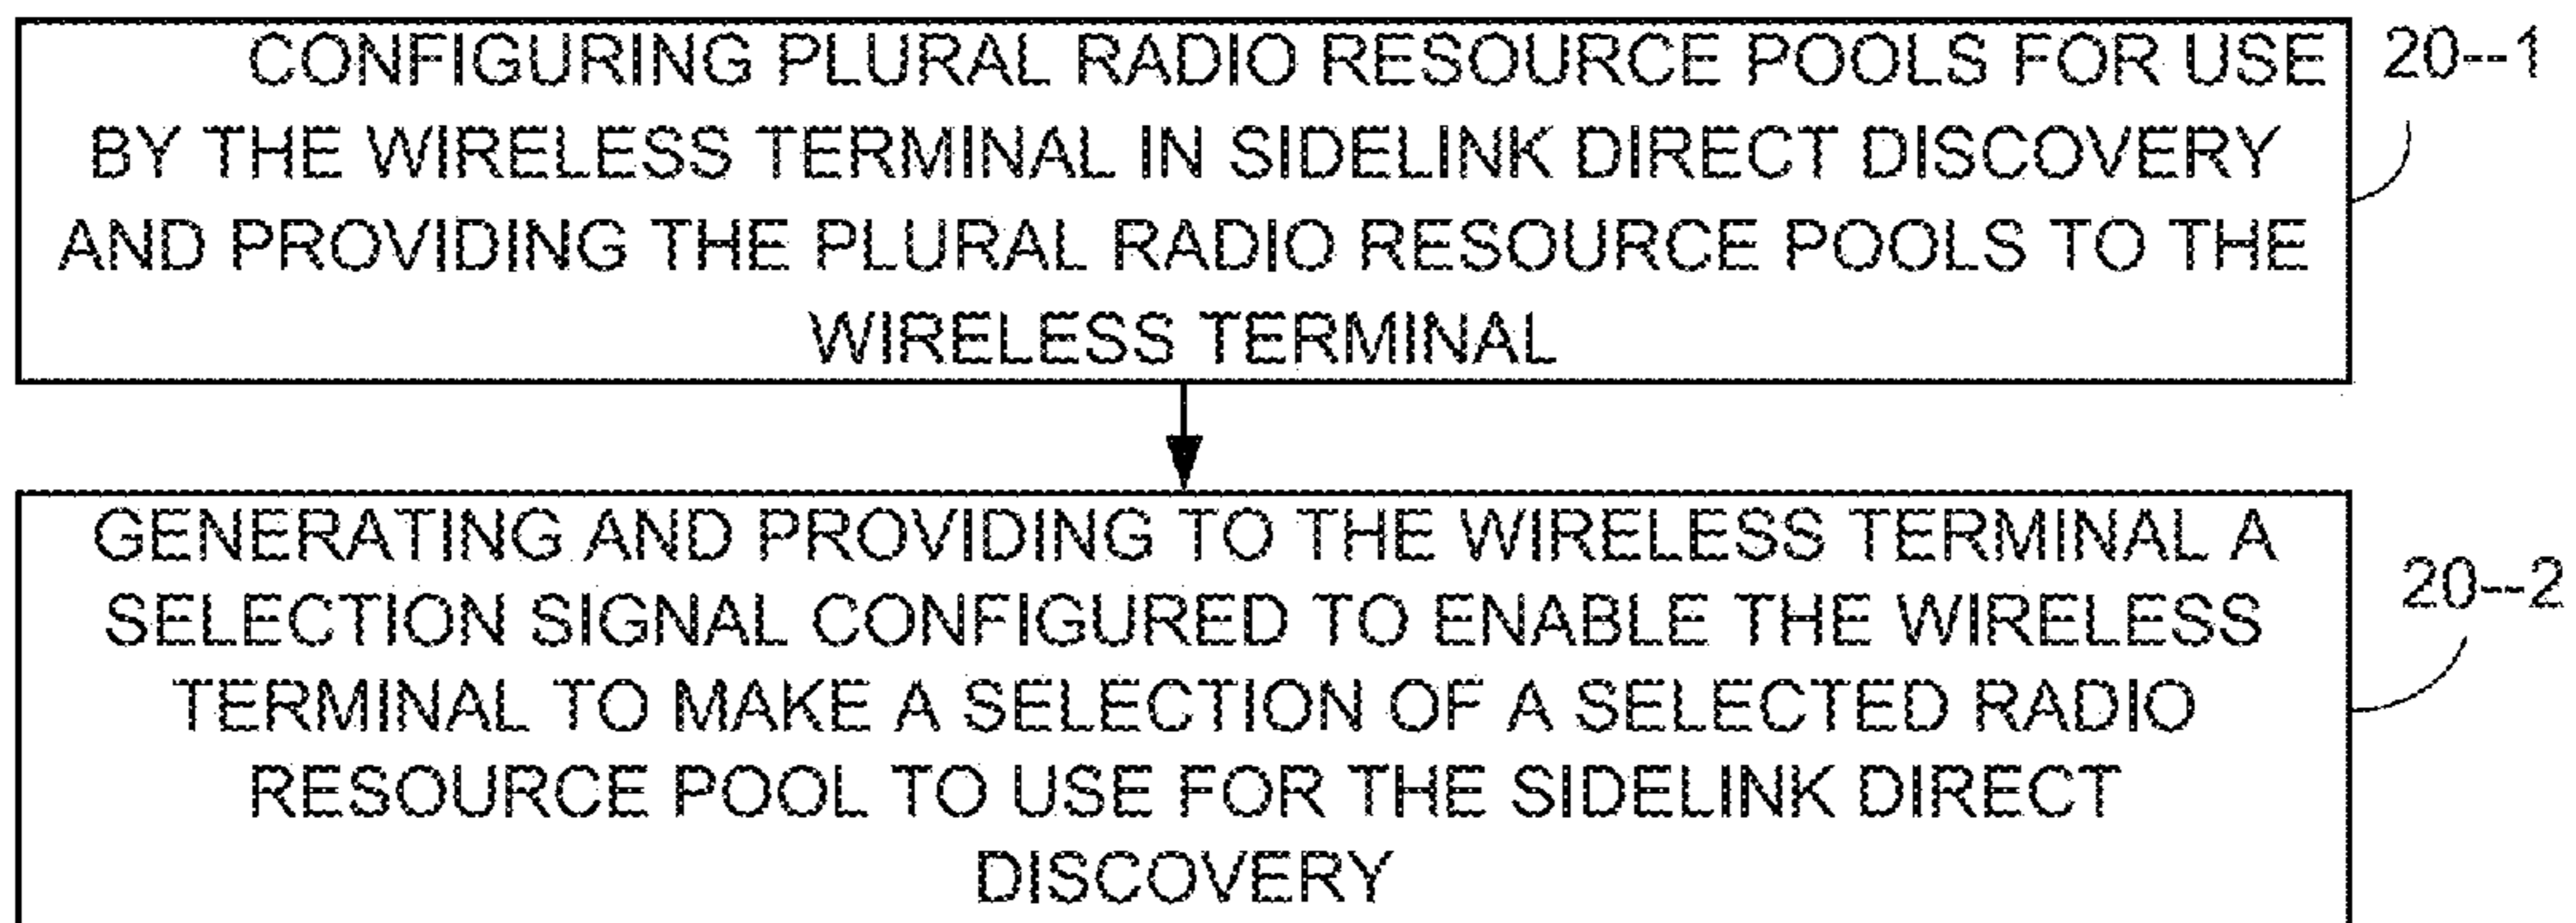 CONFIGURING PLURAL RADIO RESOURCE POOLS FOR USE
BY THE WIRELESS TERMINAL IN SIDELINK DIRECT DISCOVERY
AND PROVIDING THE PLURAL RADIO RESOURCE POOLS TO THE
WIRELESS TERMINAL
20--1
GENERATING AND PROVIDING TO THE WIRELESS TERMINAL A
SELECTION SIGNAL CONFIGURED TO ENABLE THE WIRELESS
TERMINAL TO MAKE A SELECTION OF A SELECTED RADIO
RESOURCE POOL TO USE FOR THE SIDELINK DIRECT
DISCOVERY
20--2